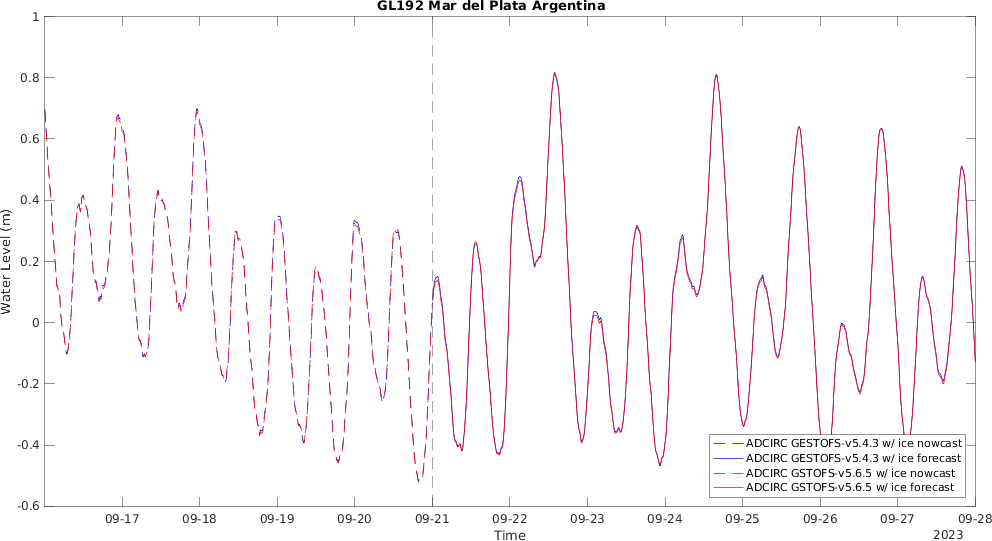 GL192 Mar del Plata Argentina
1
0.8
0.6
0.4
0.2
0
-0.2
-0.4
-0.6
Water Level (m)
ADCIRC GESTOFS-v5.4.3 w/ ice nowcast
ADCIRC GESTOFS-v5.4.3 w/ ice forecast
ADCIRC GSTOFS-v5.6.5 w/ ice nowcast
ADCIRC GSTOFS-v5.6.5 w/ ice forecast
09-17 09-18 09-19 09-20 09-21 09-22 09-23 09-24 09-25 09-26 09-27 09-28
Time
2023